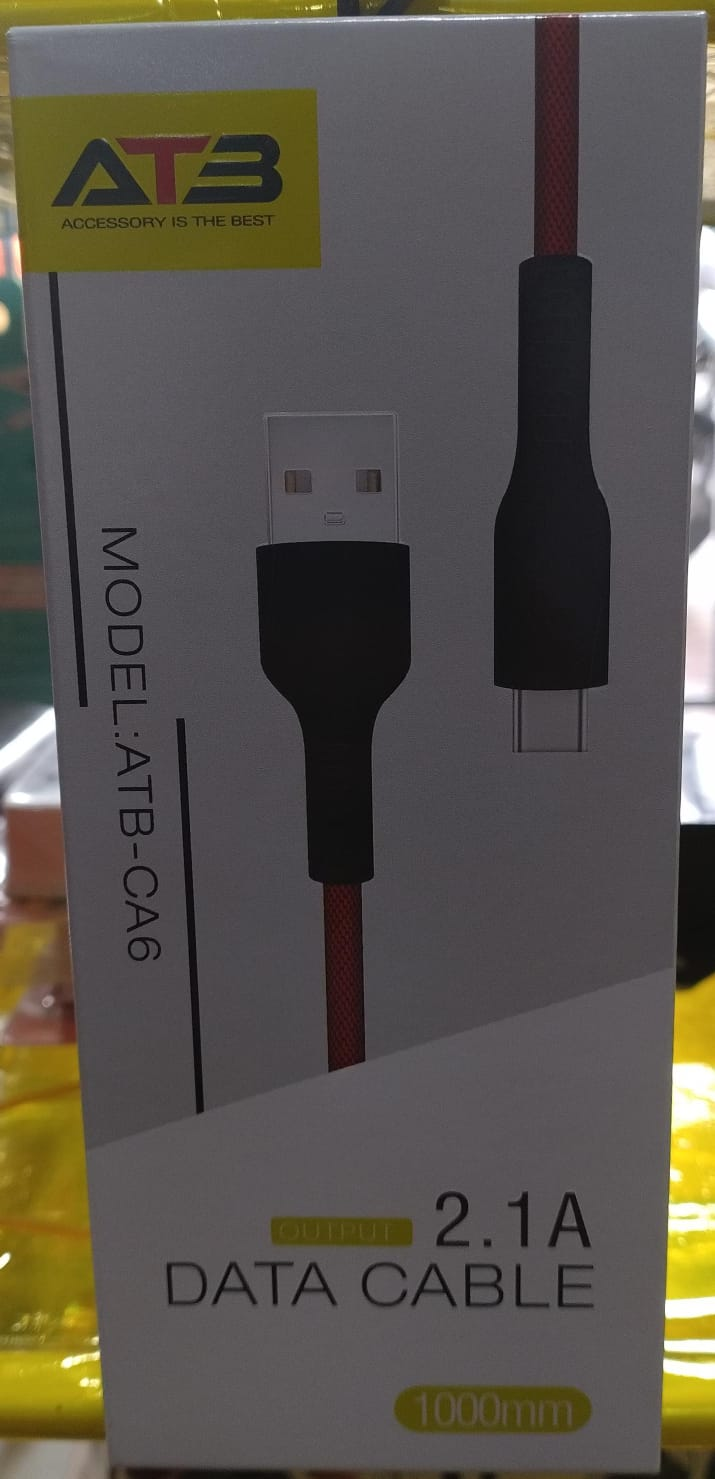 ATB
ACCESSORY IS THE BEST
MODEL:ATB-CA6
OUTPUT 2.1A
DATA CABLE
1000mm